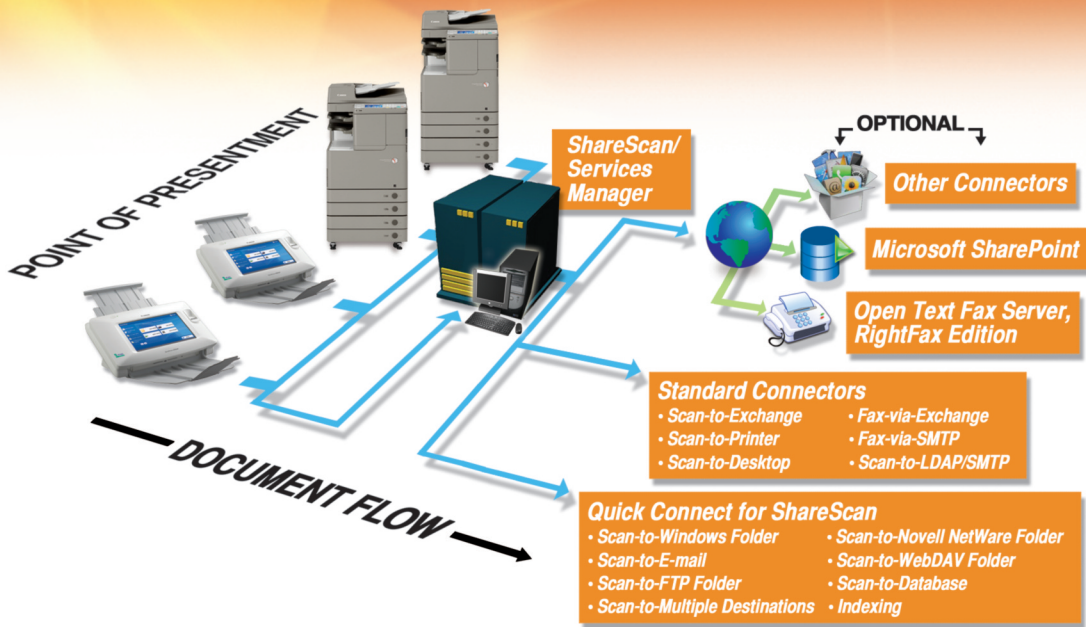 POINT OF PRESENTMENT
DOCUMENT FLOW
ShareScan/
Services
Manager
OPTIONAL
Other Connectors
Microsoft SharePoint
Open Text Fax Server,
RightFax Edition
Standard Connectors
• Scan-to-Exchange
• Scan-to-Printer
• Scan-to-Desktop
• Fax-via-Exchange
• Fax-via-SMTP
• Scan-to-LDAP/SMTP
Quick Connect for ShareScan
• Scan-to-Windows Folder
• Scan-to-E-mail
• Scan-to-FTP Folder
• Scan-to-Multiple Destinations
• Scan-to-Novell NetWare Folder
• Scan-to-WebDAV Folder
• Scan-to-Database
• Indexing